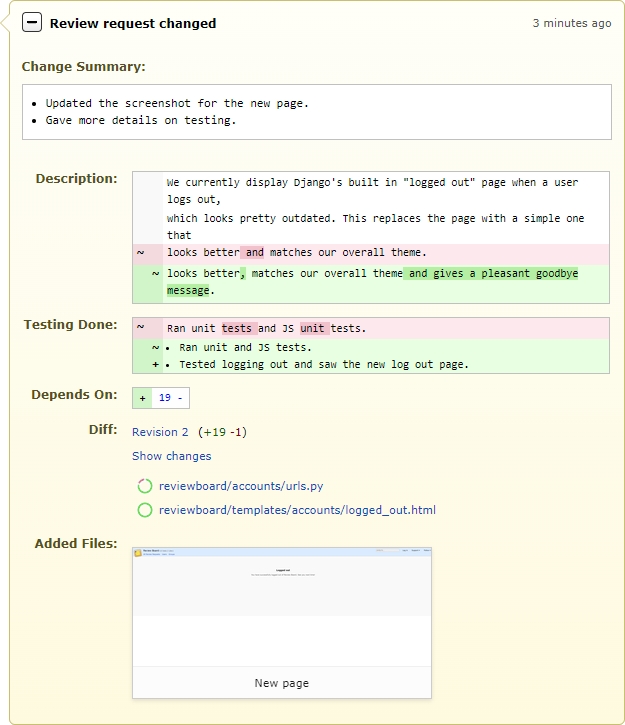 Review request changed
3 minutes ago
Change Summary:
• Updated the screenshot for the new page.
• Gave more details on testing.
Description:
We currently display Django's built in "logged out" page when a user
logs out,
which looks pretty outdated. This replaces the page with a simple one
that
~ looks better and matches our overall theme.
~ looks better, matches our overall theme and gives a pleasant goodbye
message.
Testing Done:
~ Ran unit tests and JS unit tests.
~ • Ran unit and JS tests.
+ • Tested logging out and saw the new log out page.
Depends On:
+ 19 -
Diff:
Revision 2 (+19 -1)
Show changes
reviewboard/accounts/urls.py
reviewboard/templates/accounts/logged_out.html
Added Files:
Logged out
New page